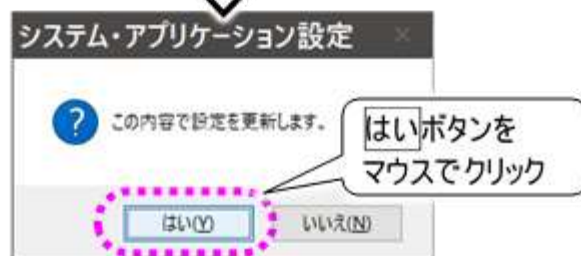 システム・アプリケーション設定
この内容で設定を更新します。
はいボタンを
マウスでクリック
はい(Y)
いいえ(N)